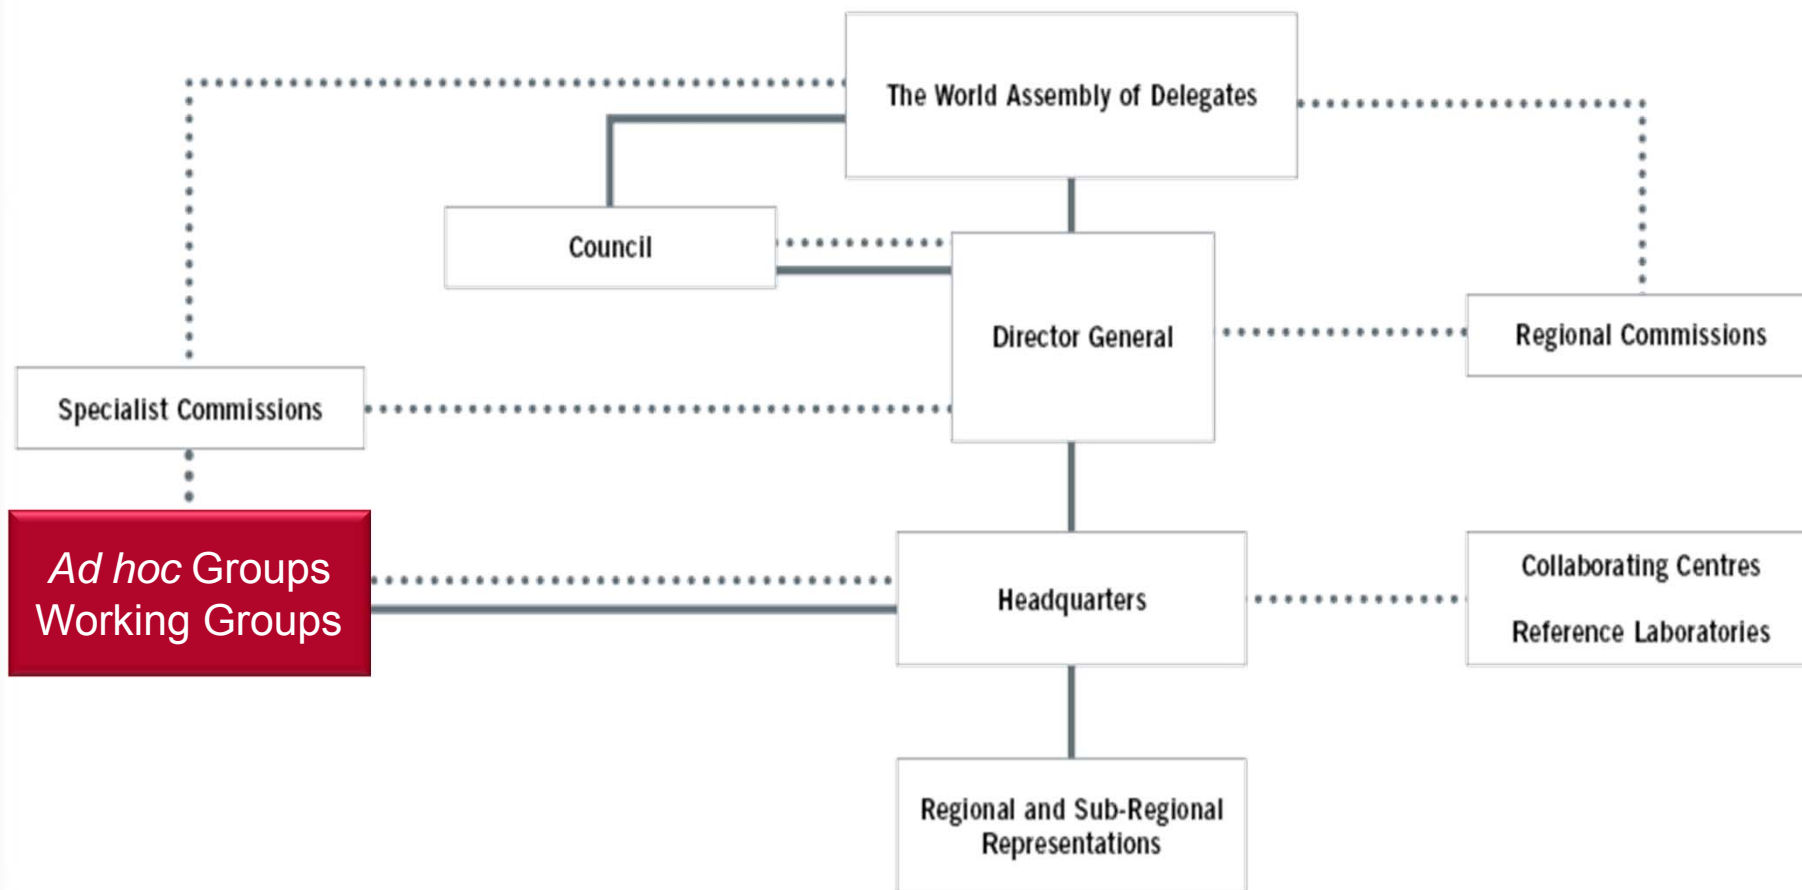 The World Assembly of Delegates
Council
Director General
Regional Commissions
Specialist Commissions
Ad hoc Groups
Working Groups
Headquarters
Collaborating Centres
Reference Laboratories
Regional and Sub-Regional
Representations